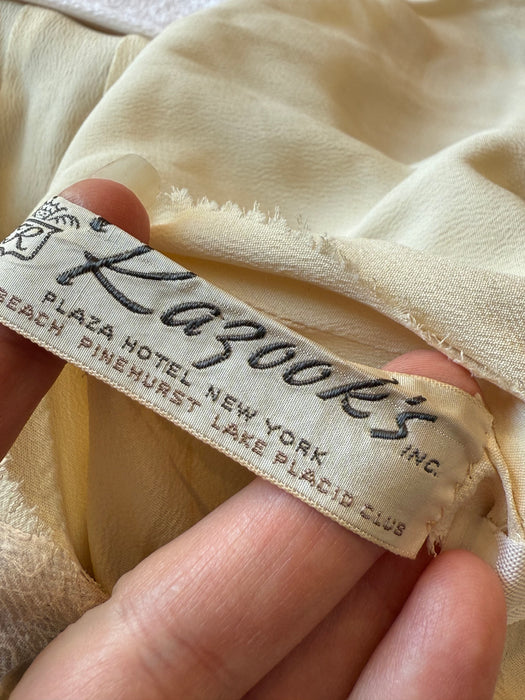 R
Kazook's INC.
PLAZA HOTEL NEW YORK
BEACH PINEHURST LAKE PLACID CLUB